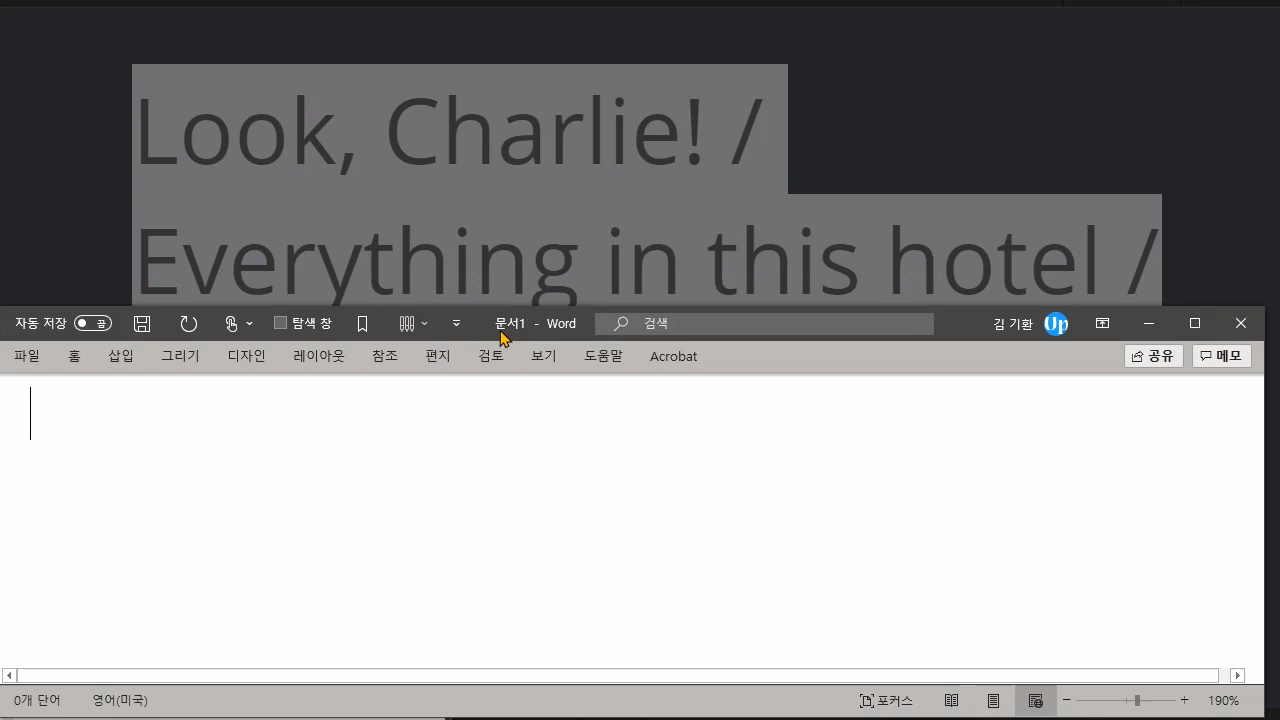 Look, Charlie! /
Everything in this hotel /
자동 저장 끔 탐색 창 문서1 - Word 검색 김 기환 Up
파일 홈 삽입 그리기 디자인 레이아웃 참조 편지 검토 보기 도움말 Acrobat 공유 메모
0개 단어 영어(미국) 포커스 190%